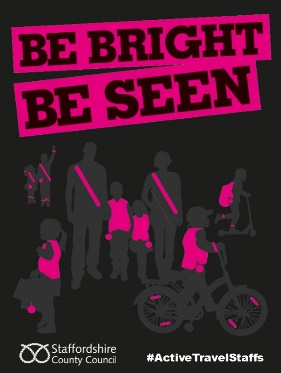 BE BRIGHT
BE SEEN
Staffordshire
County Council
#ActiveTravelStaffs